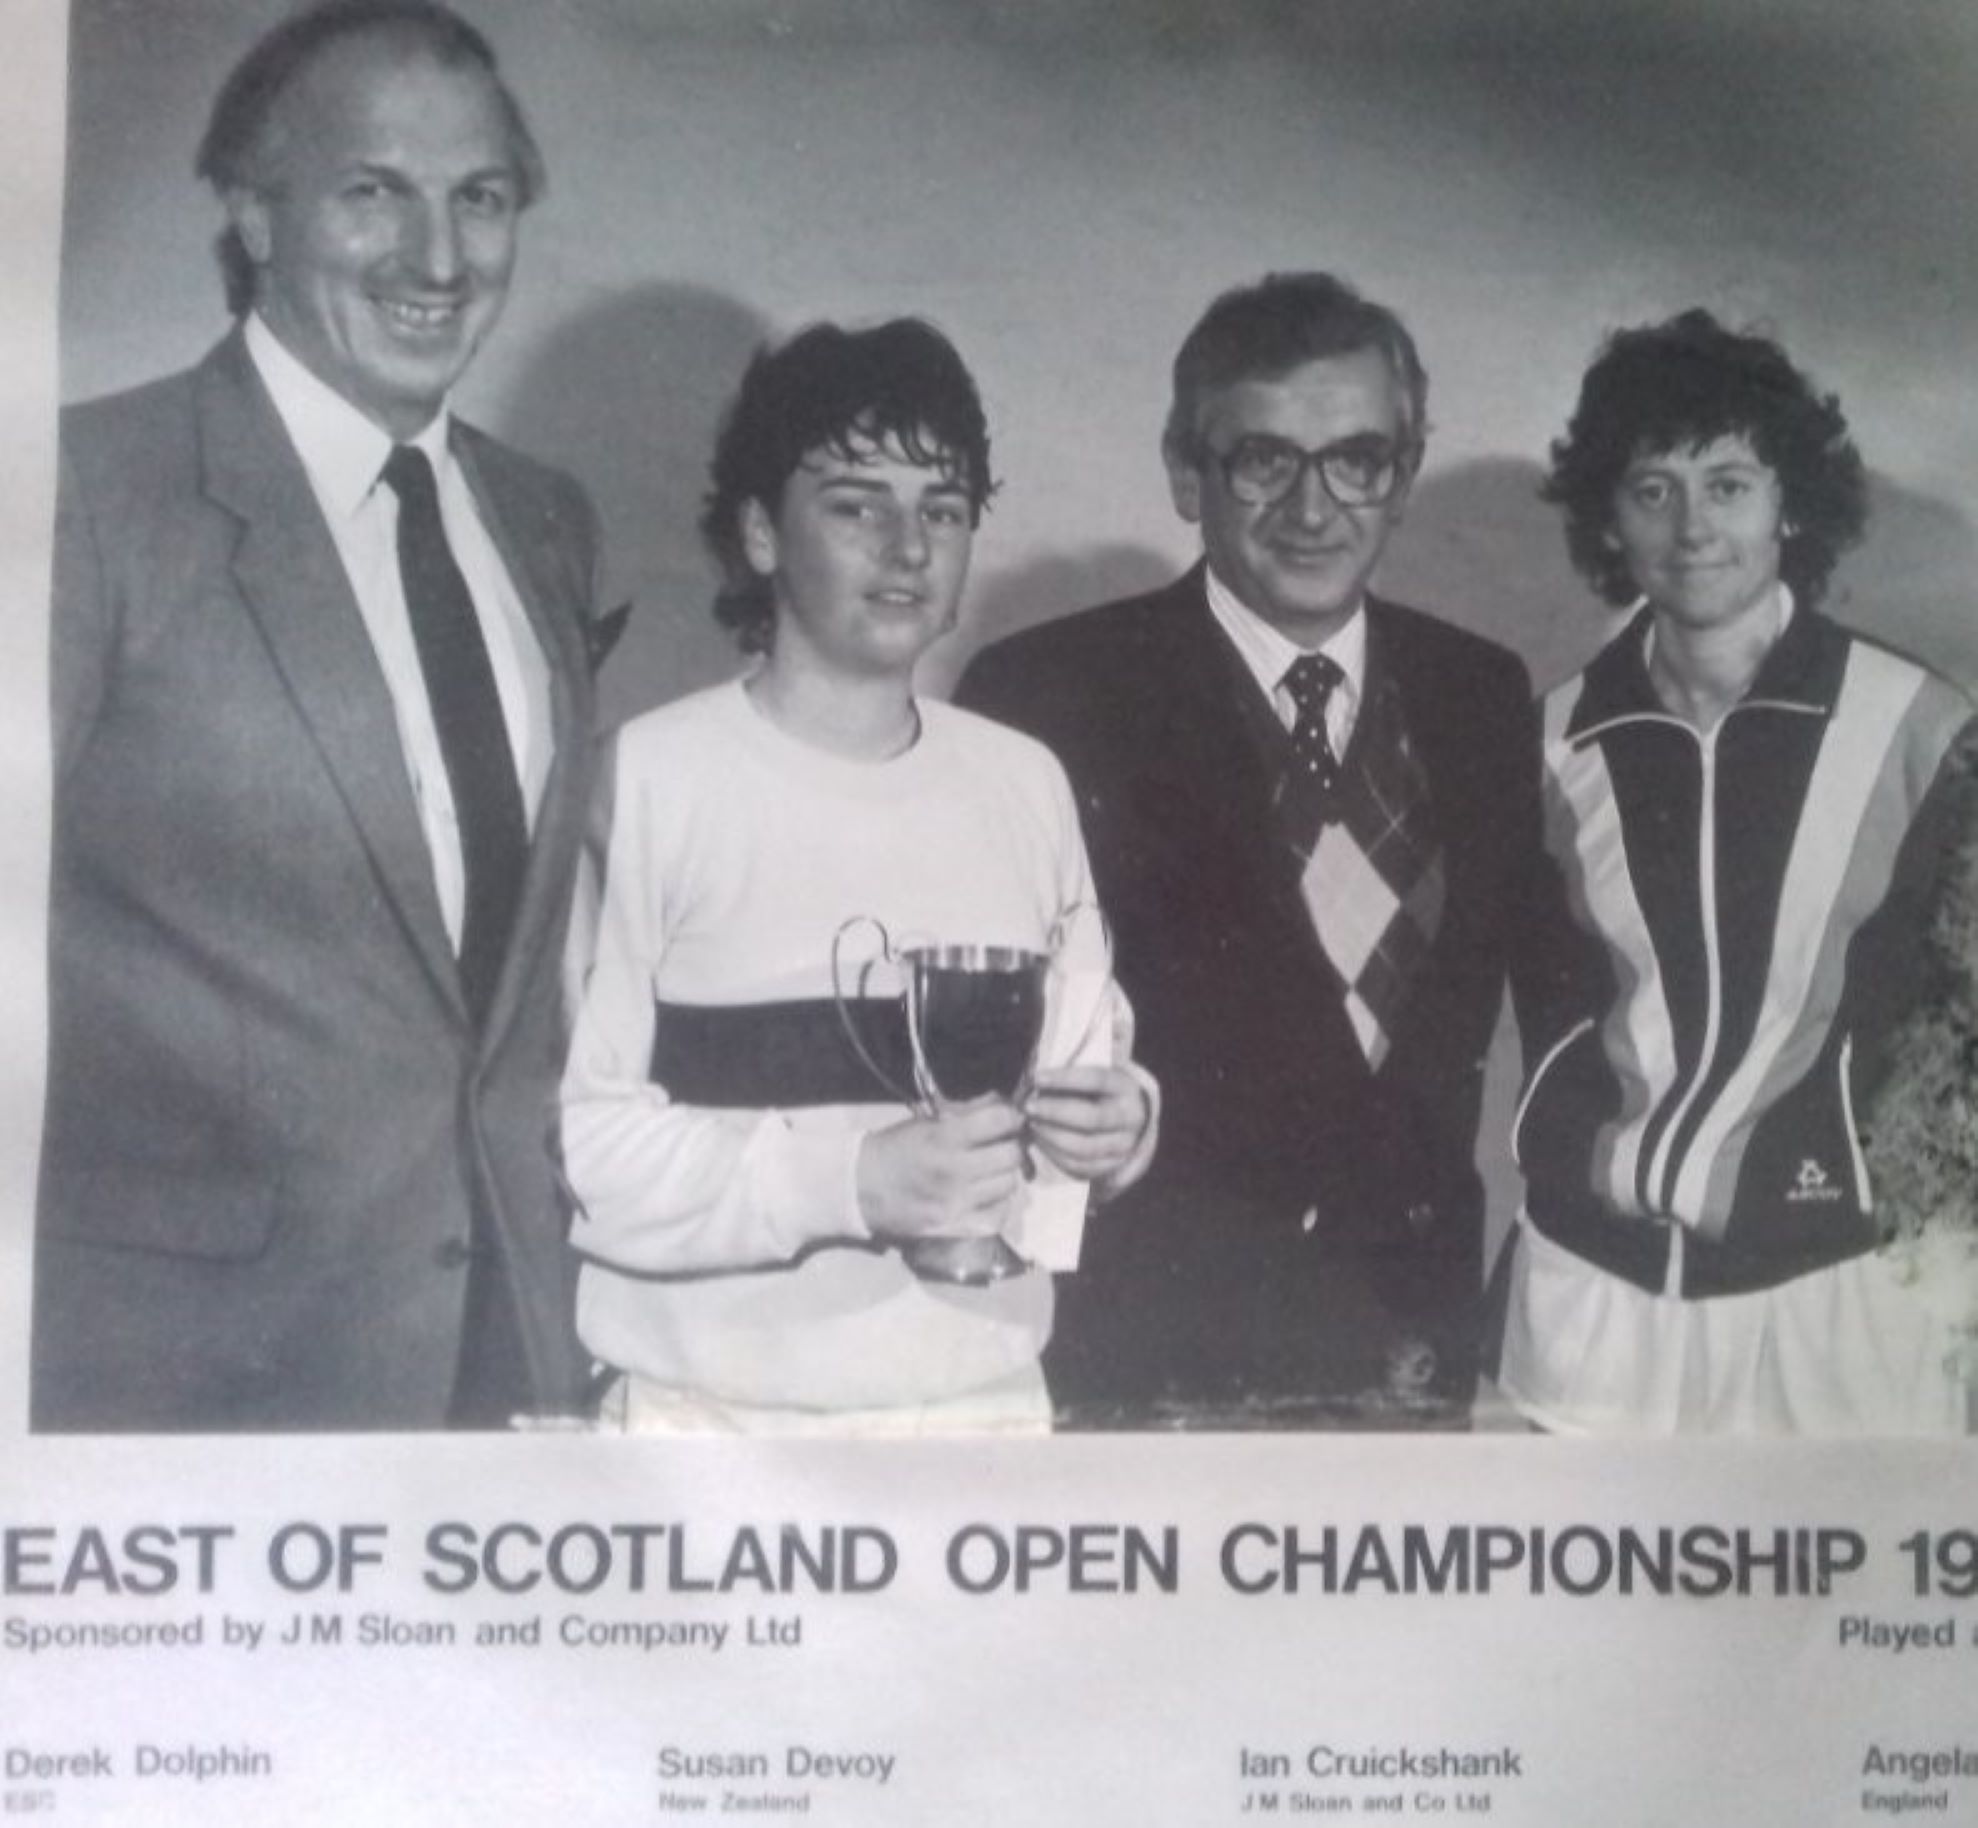 EAST OF SCOTLAND OPEN CHAMPIONSHIP 19
Sponsored by J M Sloan and Company Ltd Played
Derek Dolphin Susan Devoy Ian Cruickshank Angela
New Zealand J M Sloan and Co Ltd England